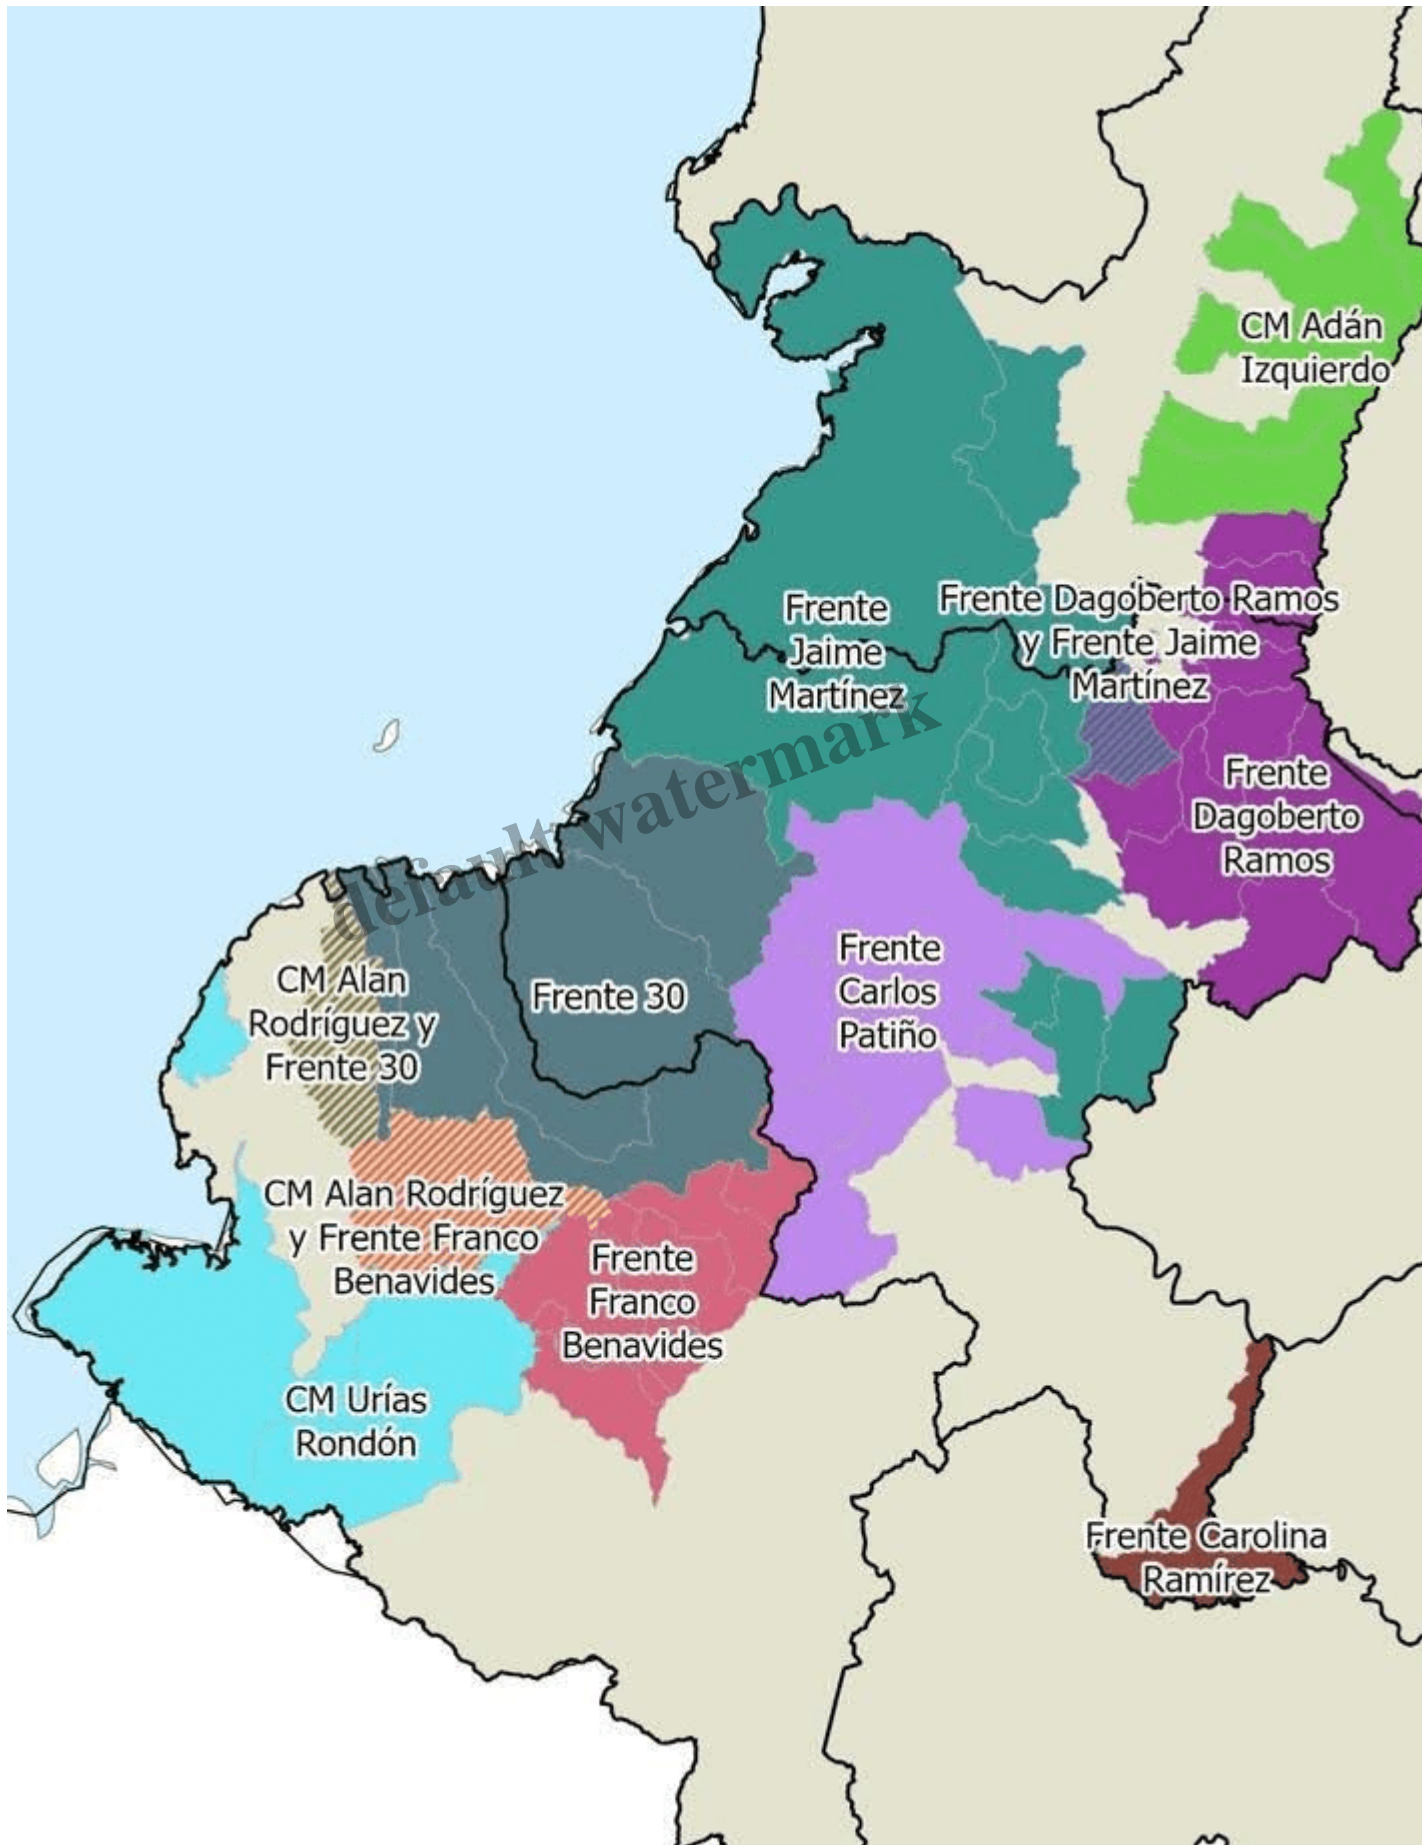 CM Adán
Izquierdo
Frente
Jaime
Martínez
Frente Dagoberto Ramos
y Frente Jaime
Martínez
Frente
Dagoberto
Ramos
default watermark
Frente
Carlos
Patiño
Frente 30
CM Alan
Rodríguez y
Frente 30
CM Alan Rodríguez
y Frente Franco
Benavides
Frente
Franco
Benavides
CM Urías
Rondón
Frente Carolina
Ramírez